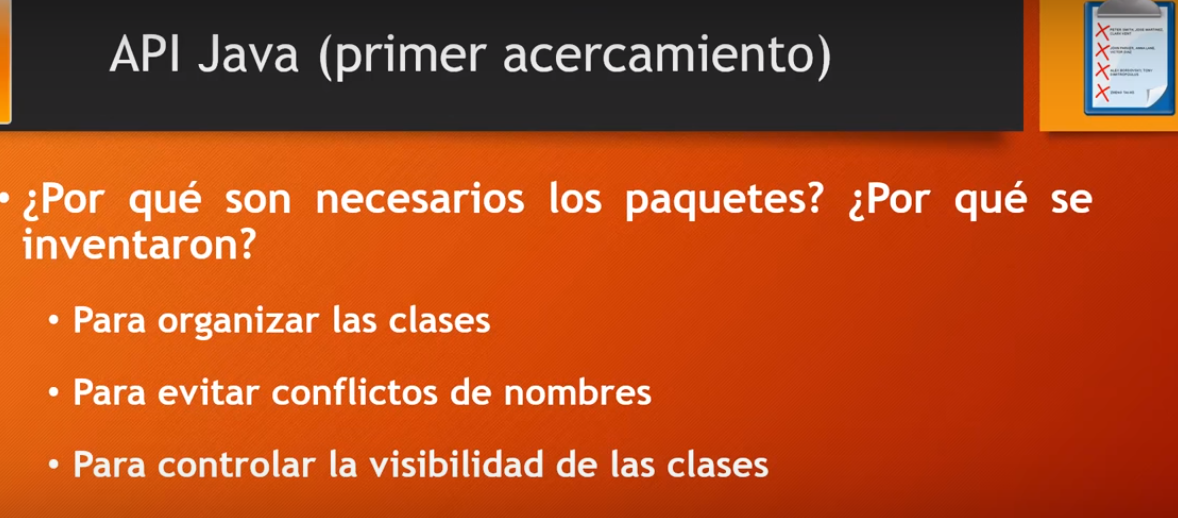 API Java (primer acercamiento)
• ¿Por qué son necesarios los paquetes? ¿Por qué se
inventaron?
• Para organizar las clases
• Para evitar conflictos de nombres
• Para controlar la visibilidad de las clases